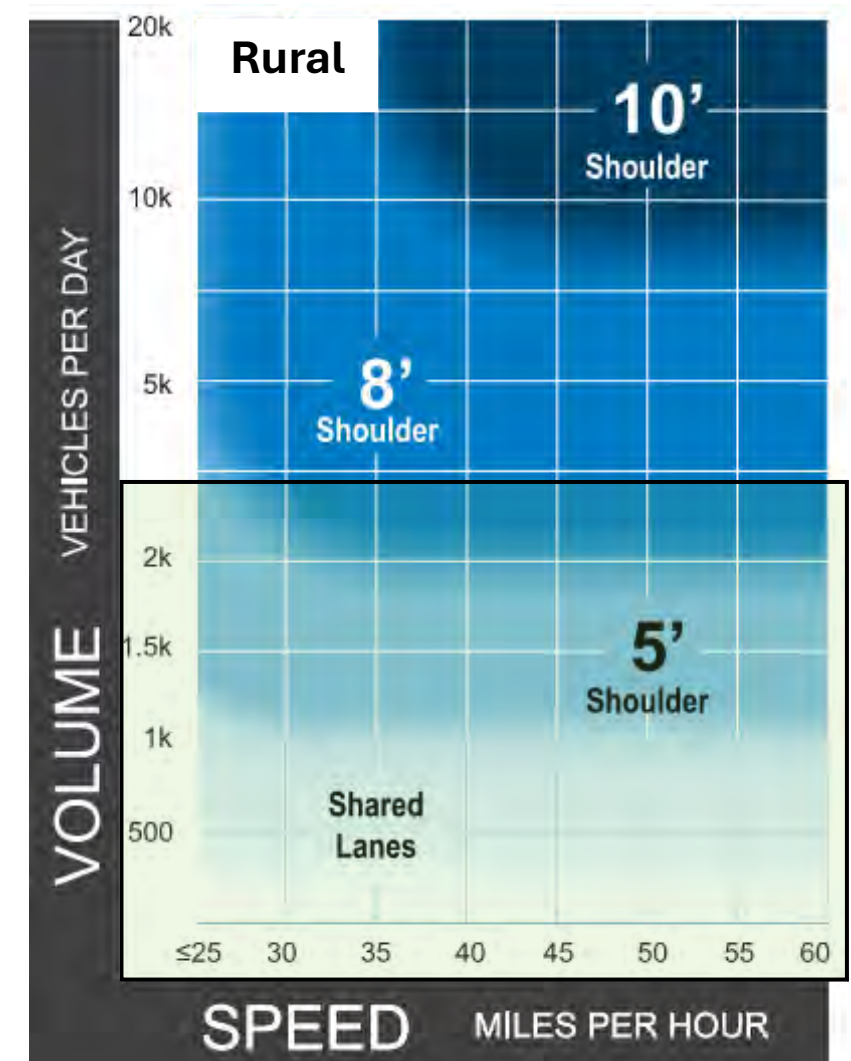 20k
Rural
10’
Shoulder
10k
8’
Shoulder
5k
2k
1.5k
5’
Shoulder
1k
Shared
Lanes
500
≤25 30 35 40 45 50 55 60
VOLUME VEHICLES PER DAY
SPEED MILES PER HOUR